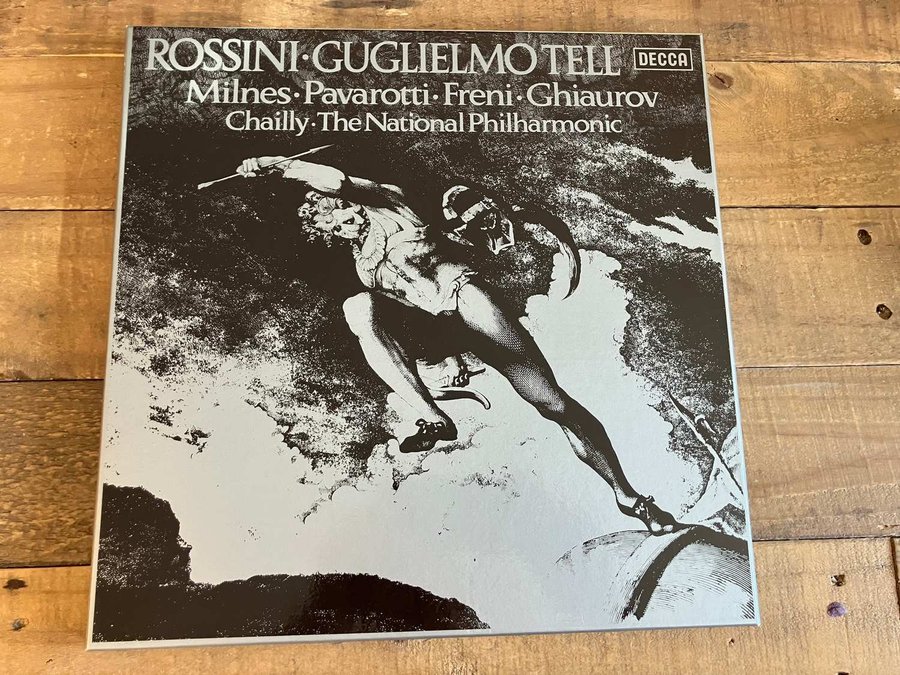 ROSSINI·GUGLIELMO TELL
DECCA
Milnes·Pavarotti·Freni·Ghiaurov
Chailly·The National Philharmonic